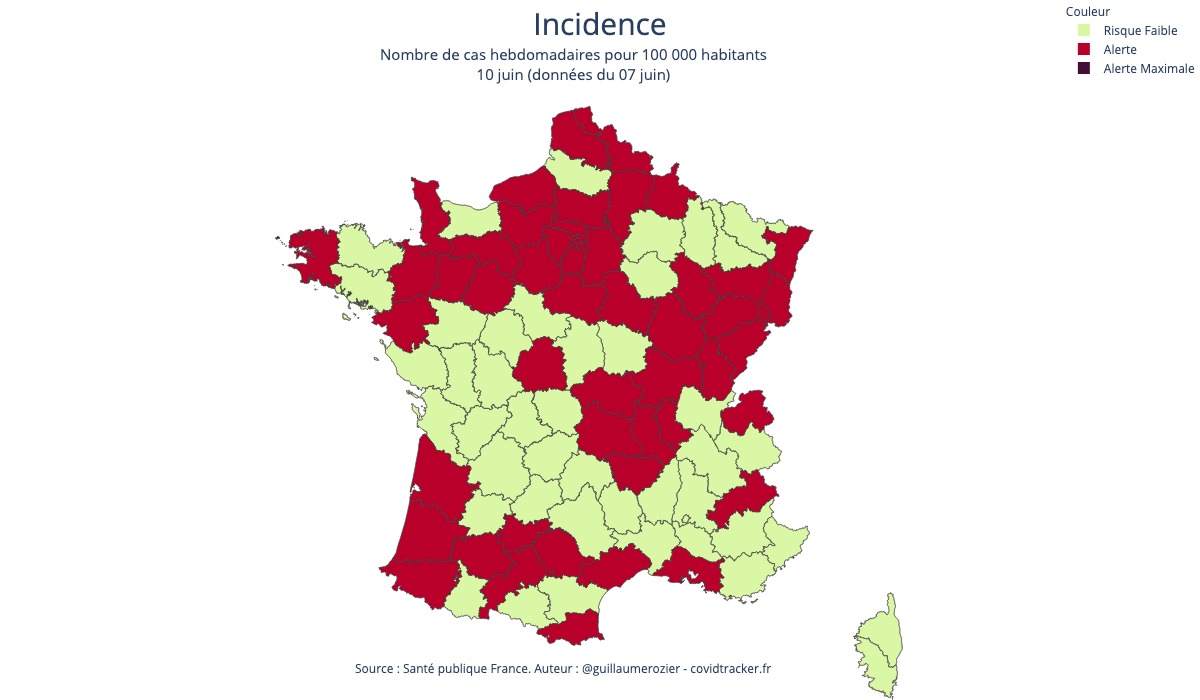 Incidence
Nombre de cas hebdomadaires pour 100 000 habitants
10 juin (données du 07 juin)
Couleur
Risque Faible
Alerte
Alerte Maximale
Source : Santé publique France. Auteur : @guillaumerozier - covidtracker.fr